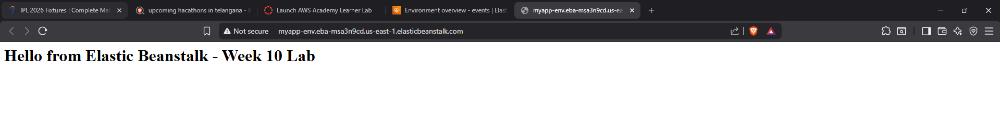 IPL 2026 Fixtures | Complete Ma
upcoming hacathons in telangana - B
Launch AWS Academy Learner Lab
Environment overview - events | Elast
myapp-env.eba-msa3n9cd.us-ea
Not secure myapp-env.eba-msa3n9cd.us-east-1.elasticbeanstalk.com
Hello from Elastic Beanstalk - Week 10 Lab